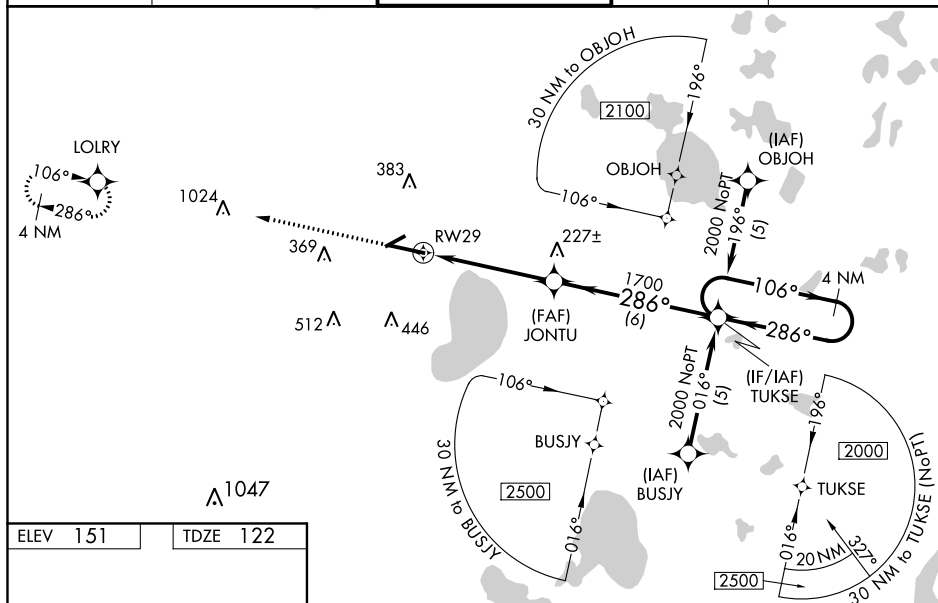 30 NM to OBJOH
196°
2100
OBJOH
106°
(IAF)
OBJOH
2000 NoPT
196°
(5)
LOLRY
106°
286°
4 NM
1024
383
369
RW29
227±
512
446
(FAF)
JONTU
1700
286°
(6)
106°
4 NM
286°
(IF/IAF)
TUKSE
2000 NoPT
016°
(5)
(IAF)
BUSJY
106°
BUSJY
2500
016°
30 NM to BUSJY
196°
2000
TUKSE
016°
327°
20 NM
2500
30 NM to TUKSE (NoPT)
1047
ELEV 151
TDZE 122